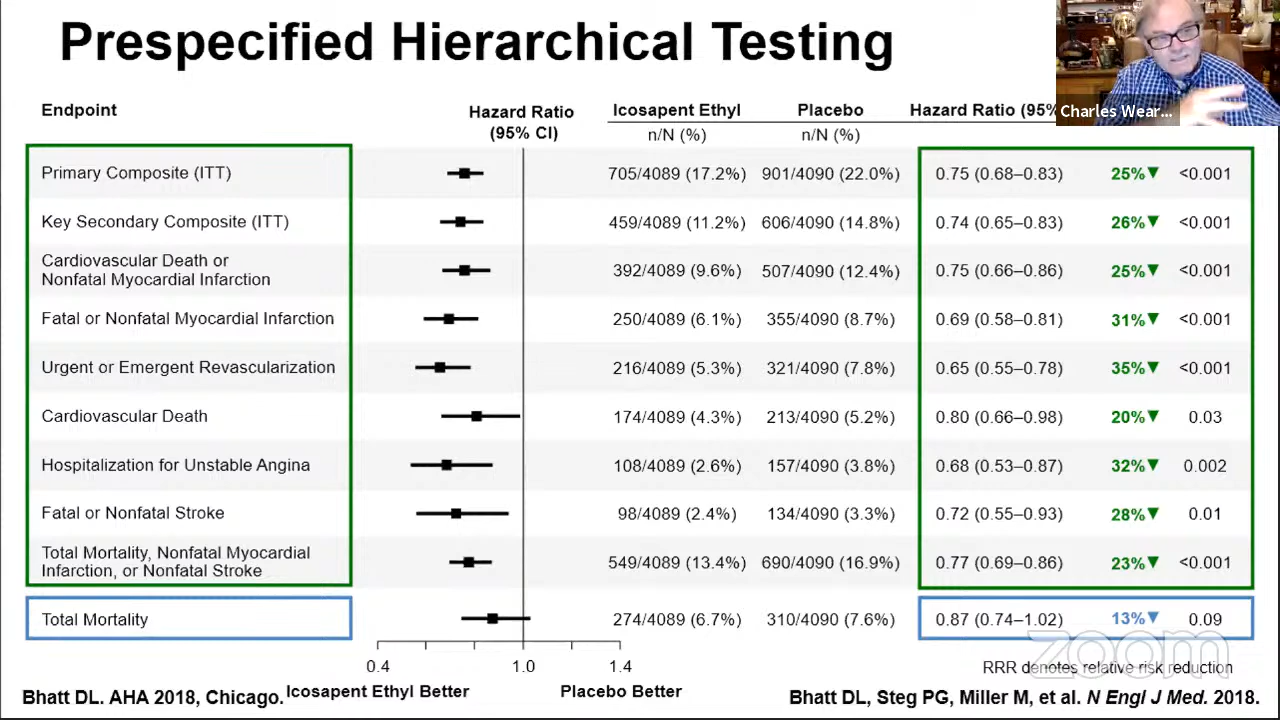 Prespecified Hierarchical Testing
Charles Wear...
Endpoint Hazard Ratio Icosapent Ethyl Placebo Hazard Ratio (95%
(95% CI) n/N (%) n/N (%)
Primary Composite (ITT) 705/4089 (17.2%) 901/4090 (22.0%) 0.75 (0.68–0.83) 25%▼ <0.001
Key Secondary Composite (ITT) 459/4089 (11.2%) 606/4090 (14.8%) 0.74 (0.65–0.83) 26%▼ <0.001
Cardiovascular Death or
Nonfatal Myocardial Infarction 392/4089 (9.6%) 507/4090 (12.4%) 0.75 (0.66–0.86) 25%▼ <0.001
Fatal or Nonfatal Myocardial Infarction 250/4089 (6.1%) 355/4090 (8.7%) 0.69 (0.58–0.81) 31%▼ <0.001
Urgent or Emergent Revascularization 216/4089 (5.3%) 321/4090 (7.8%) 0.65 (0.55–0.78) 35%▼ <0.001
Cardiovascular Death 174/4089 (4.3%) 213/4090 (5.2%) 0.80 (0.66–0.98) 20%▼ 0.03
Hospitalization for Unstable Angina 108/4089 (2.6%) 157/4090 (3.8%) 0.68 (0.53–0.87) 32%▼ 0.002
Fatal or Nonfatal Stroke 98/4089 (2.4%) 134/4090 (3.3%) 0.72 (0.55–0.93) 28%▼ 0.01
Total Mortality, Nonfatal Myocardial
Infarction, or Nonfatal Stroke 549/4089 (13.4%) 690/4090 (16.9%) 0.77 (0.69–0.86) 23%▼ <0.001
Total Mortality 274/4089 (6.7%) 310/4090 (7.6%) 0.87 (0.74–1.02) 13%▼ 0.09
0.4 1.0 1.4
RRR denotes relative risk reduction
zoom
Icosapent Ethyl Better Placebo Better
Bhatt DL. AHA 2018, Chicago.
Bhatt DL, Steg PG, Miller M, et al. N Engl J Med. 2018.